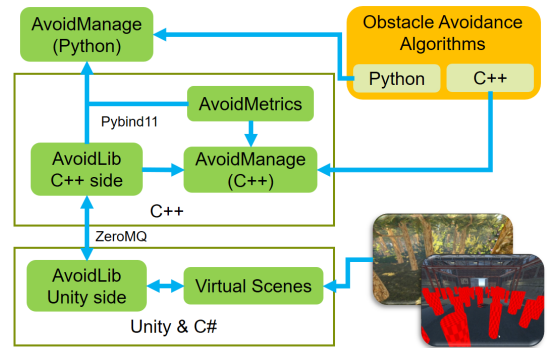 AvoidManage
(Python)
Obstacle Avoidance
Algorithms
Python
C++
AvoidMetrics
Pybind11
AvoidLib
C++ side
AvoidManage
(C++)
C++
ZeroMQ
AvoidLib
Unity side
Virtual Scenes
Unity & C#